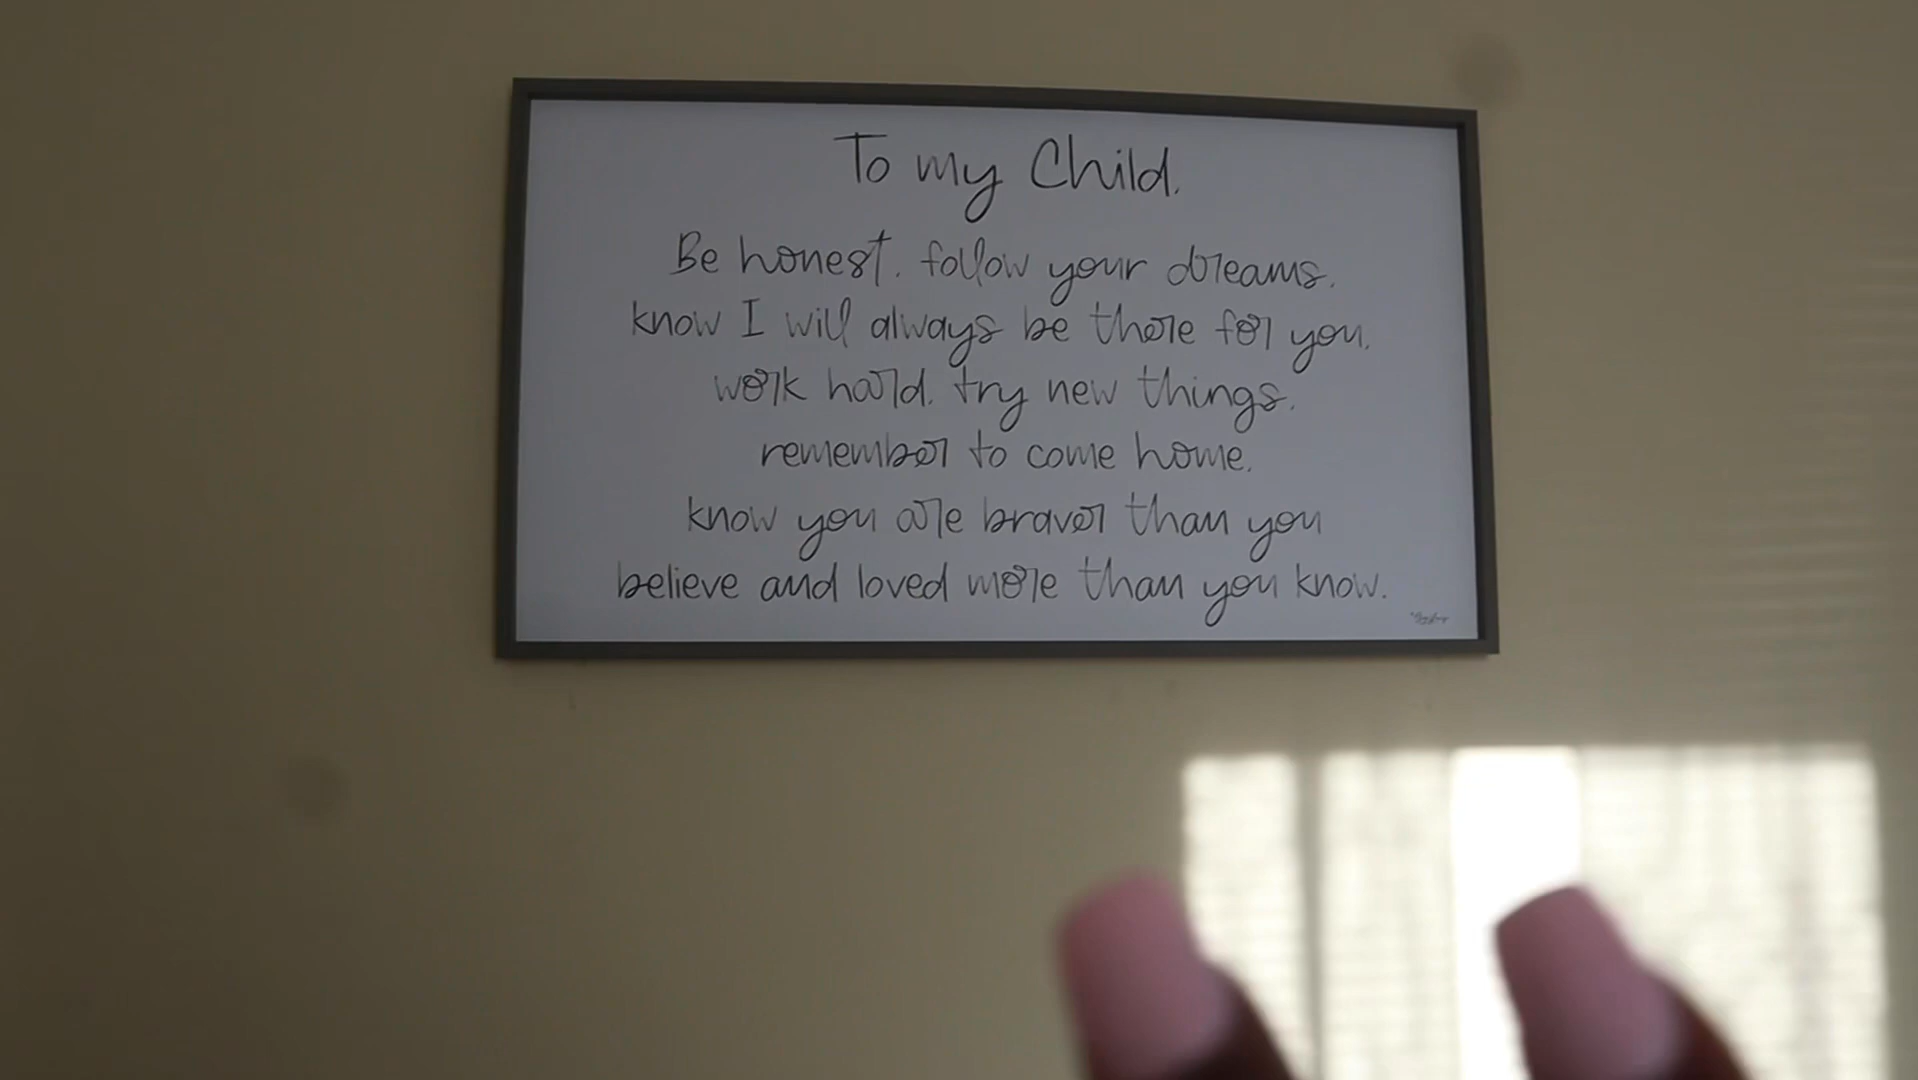 To my Child.
Be honest. follow your dreams.
know I will always be there for you.
work hard. try new things.
remember to come home.
know you are braver than you
believe and loved more than you know.